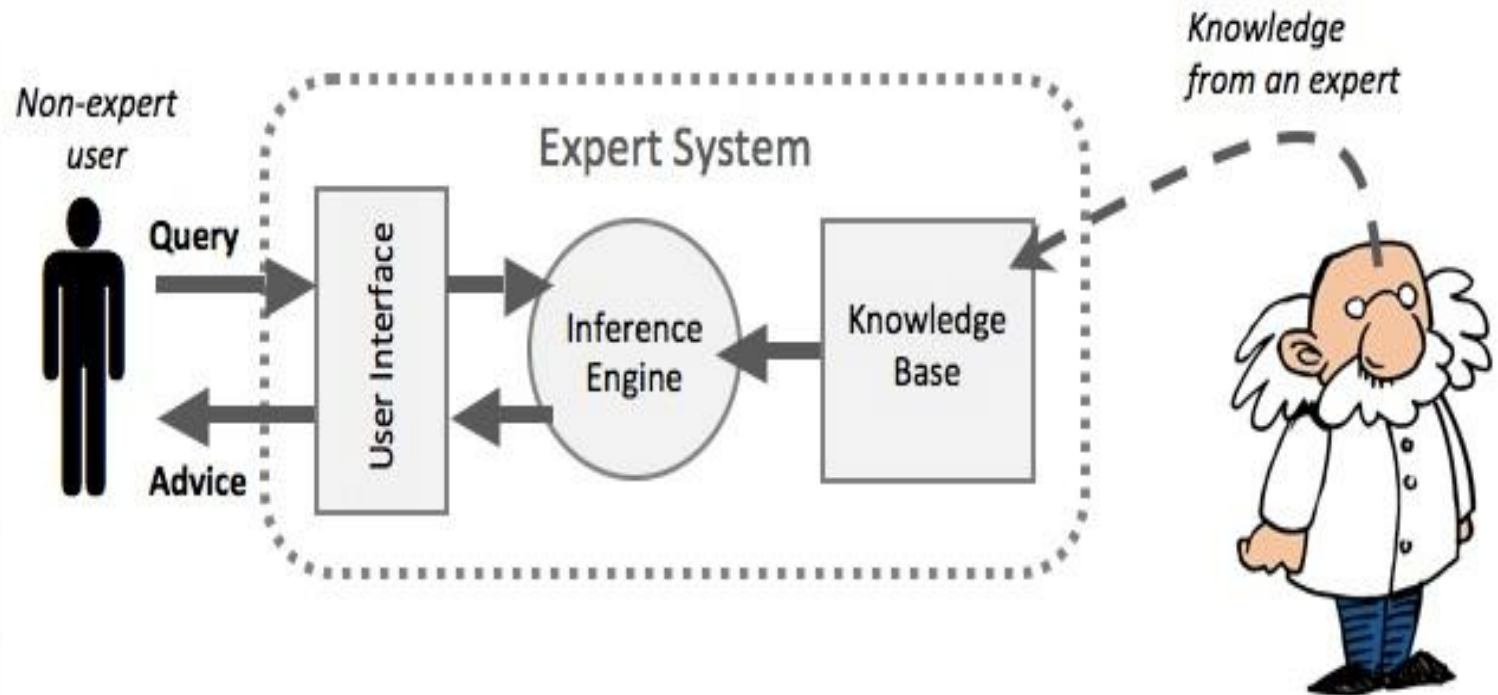 Non-expert
user
Query
Advice
Expert System
User Interface
Inference
Engine
Knowledge
Base
Knowledge
from an expert